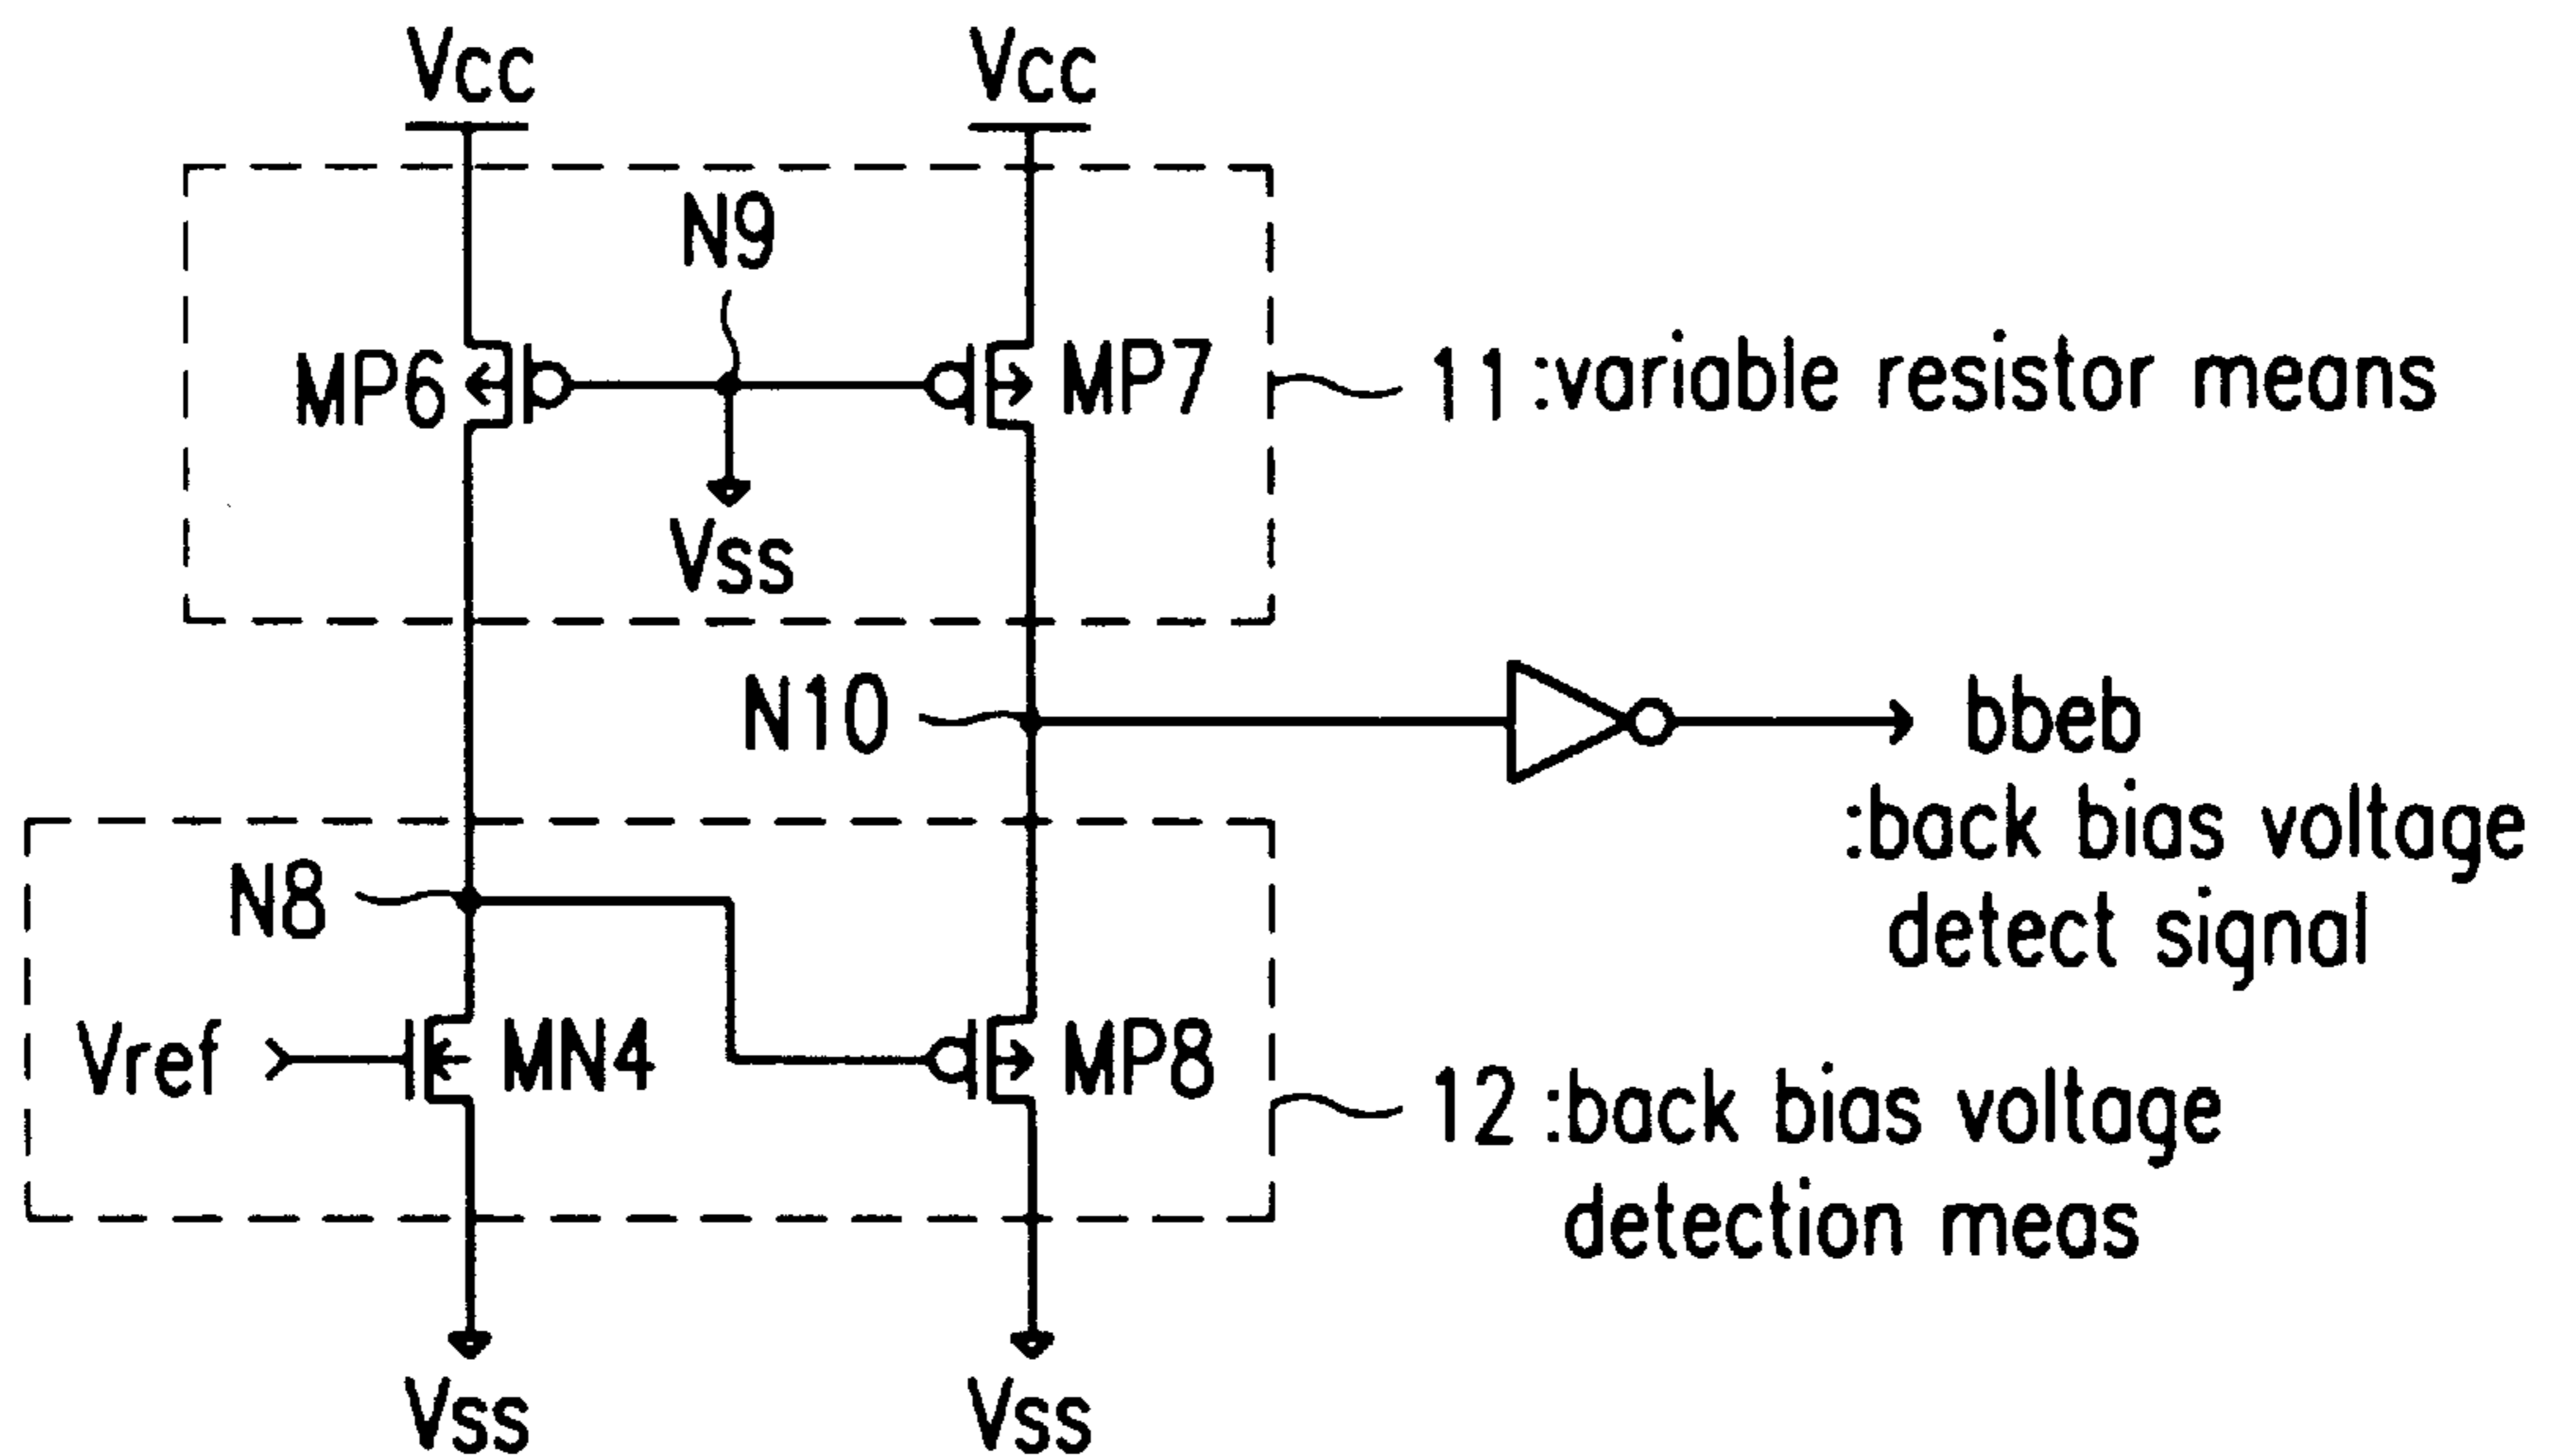 Vcc
Vcc
N9
MP6
MP7
11 :variable resistor means
Vss
N10
bbeb
:back bias voltage
detect signal
N8
Vref
MN4
MP8
12 :back bias voltage
detection meas
Vss
Vss